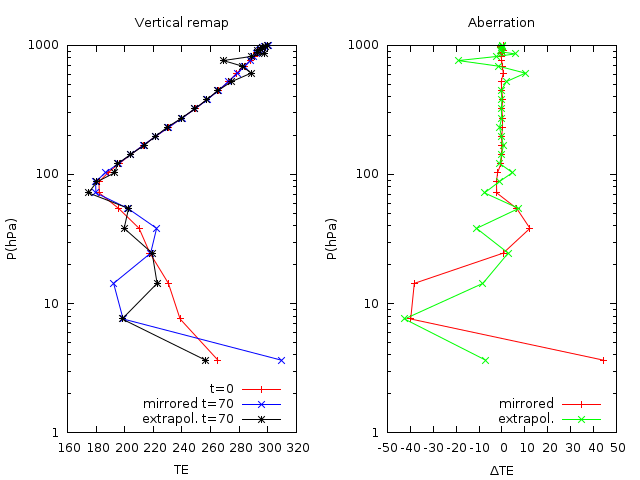 Vertical remap
1000
100
10
1
P(hPa)
t=0
mirrored t=70
extrapol. t=70
160 180 200 220 240 260 280 300 320
TE
Aberration
1000
100
10
1
P(hPa)
mirrored
extrapol.
-50 -40 -30 -20 -10 0 10 20 30 40 50
ΔTE